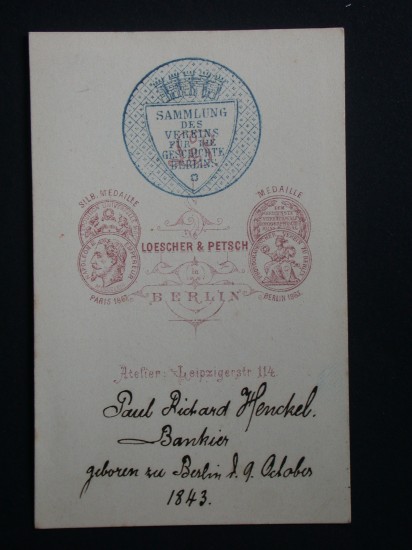 SAMMLUNG
DES
VEREINS
FÜR DIE
GESCHICHTE
BERLINS
SILB. MEDAILLE
MEDAILLE
LOESCHER & PETSCH
in
BERLIN
PARIS 1867.
BERLIN 1865.
Atelier: Leipzigerstr. 114.
Paul Richard Henckel.
Bankier
geboren zu Berlin d. 9. October
1843.